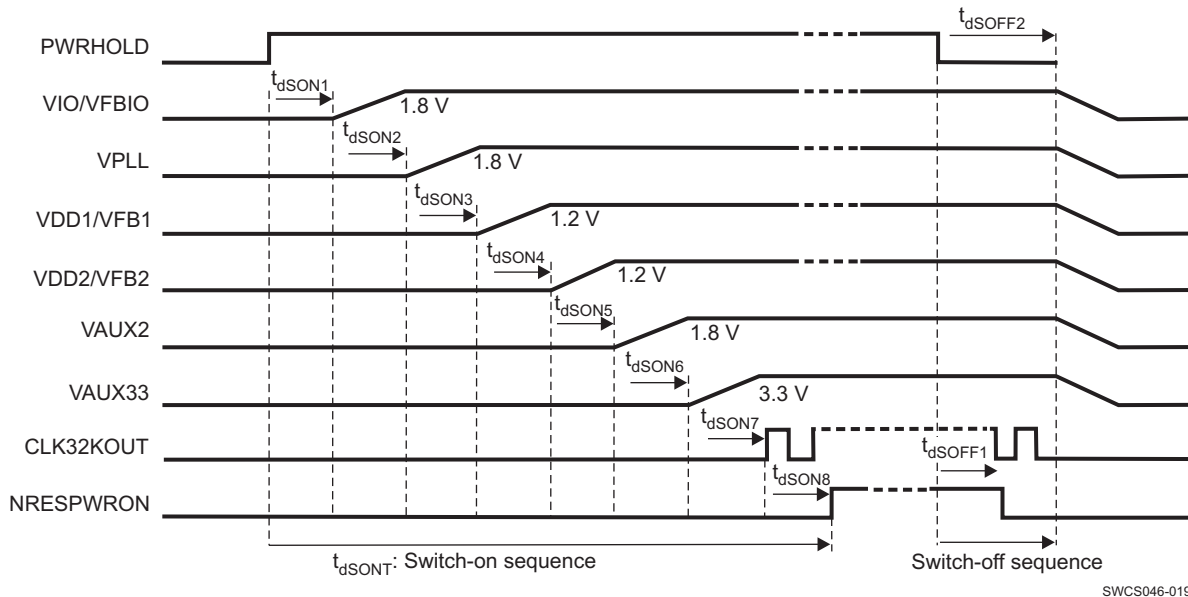 tdSOFF2
PWRHOLD
tdSON1
VIO/VFBIO
1.8 V
tdSON2
VPLL
1.8 V
tdSON3
VDD1/VFB1
1.2 V
tdSON4
VDD2/VFB2
1.2 V
tdSON5
VAUX2
1.8 V
tdSON6
VAUX33
3.3 V
tdSON7
CLK32KOUT
tdSOFF1
tdSON8
NRESPWRON
tdSONT: Switch-on sequence
Switch-off sequence
SWCS046-019